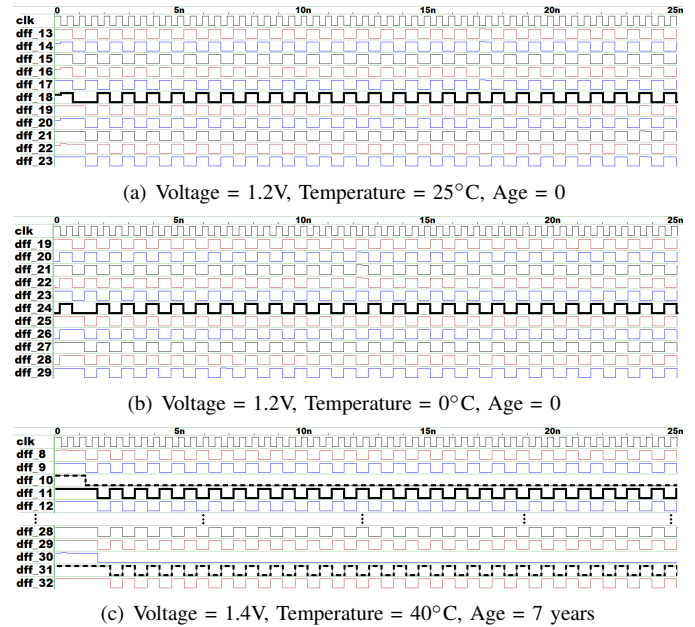 0 5n 10n 15n 20n 25n
clk
dff_13
dff_14
dff_15
dff_16
dff_17
dff_18
dff_19
dff_20
dff_21
dff_22
dff_23
(a) Voltage = 1.2V, Temperature = 25°C, Age = 0
0 5n 10n 15n 20n 25n
clk
dff_19
dff_20
dff_21
dff_22
dff_23
dff_24
dff_25
dff_26
dff_27
dff_28
dff_29
(b) Voltage = 1.2V, Temperature = 0°C, Age = 0
0 5n 10n 15n 20n 25n
clk
dff_8
dff_9
dff_10
dff_11
dff_12
dff_28
dff_29
dff_30
dff_31
dff_32
(c) Voltage = 1.4V, Temperature = 40°C, Age = 7 years